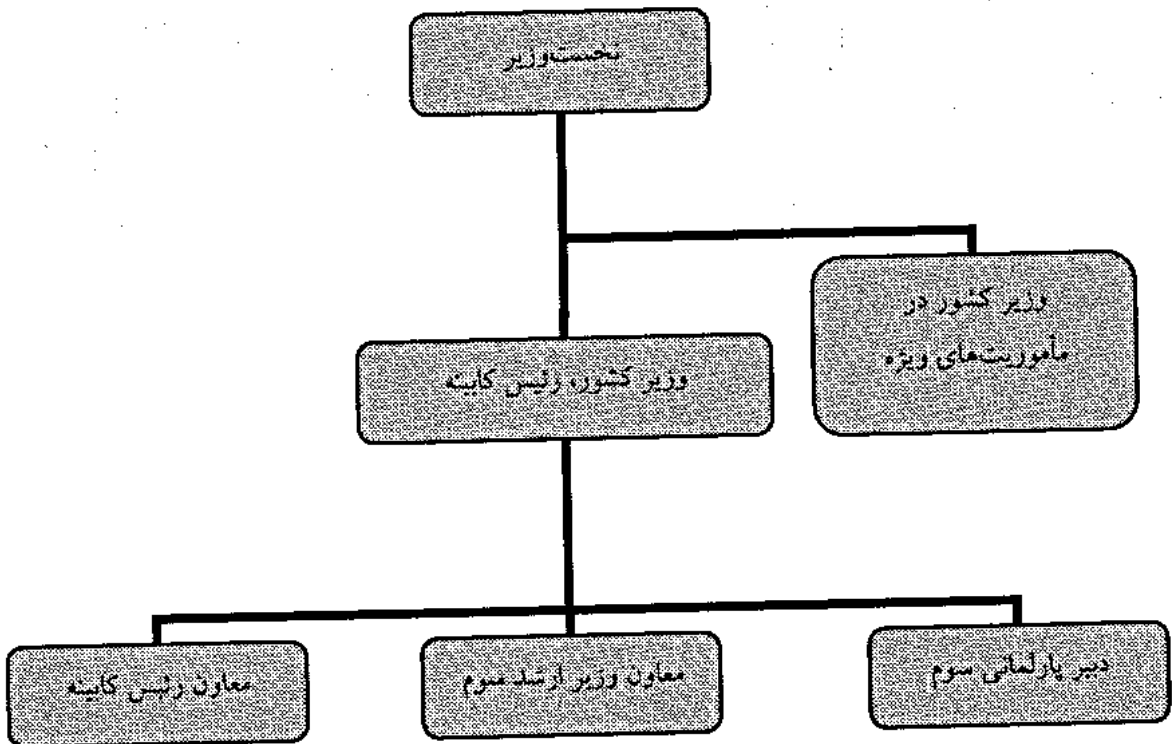 نخست‌وزیر
وزیر کشور در
مأموریت‌های ویژه
وزیر کشور، رئیس کابینه
دبیر پارلمانی سوم
معاون وزیر ارشد سوم
معاون رئیس کابینه